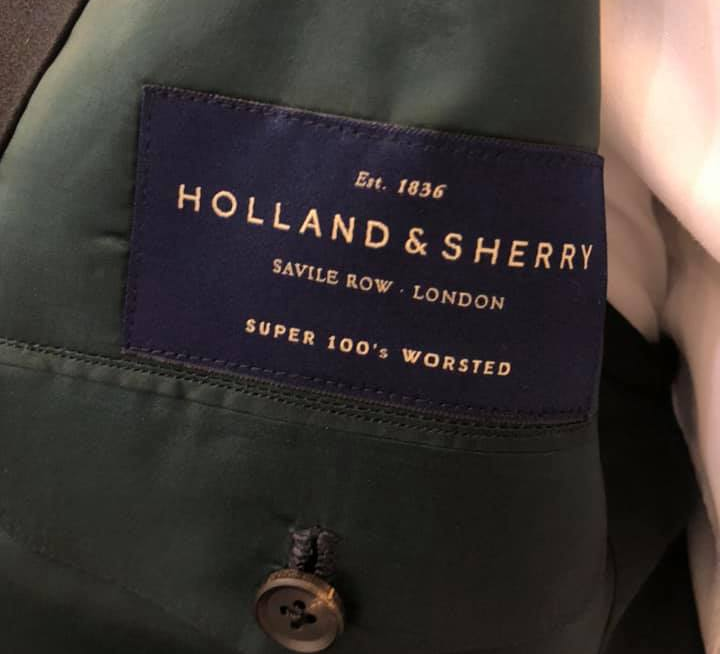 Est. 1836
HOLLAND & SHERRY
SAVILE ROW · LONDON
SUPER 100's WORSTED